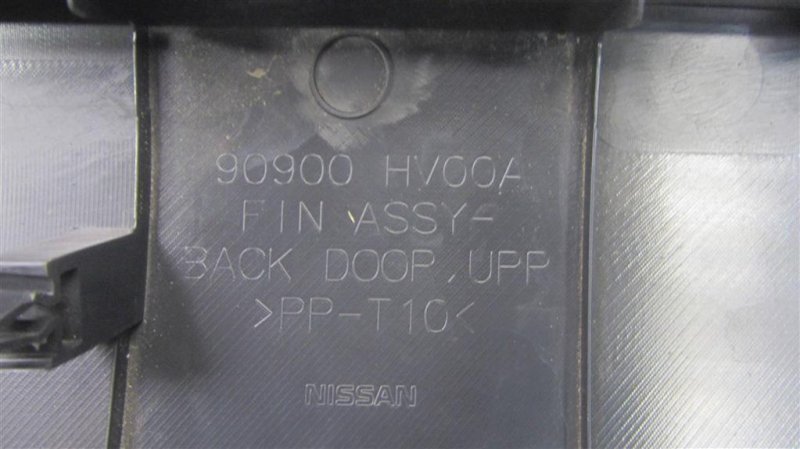 90900 HV00A
FIN ASSY-
BACK DOOR, UPP
>PP-T10<
NISSAN